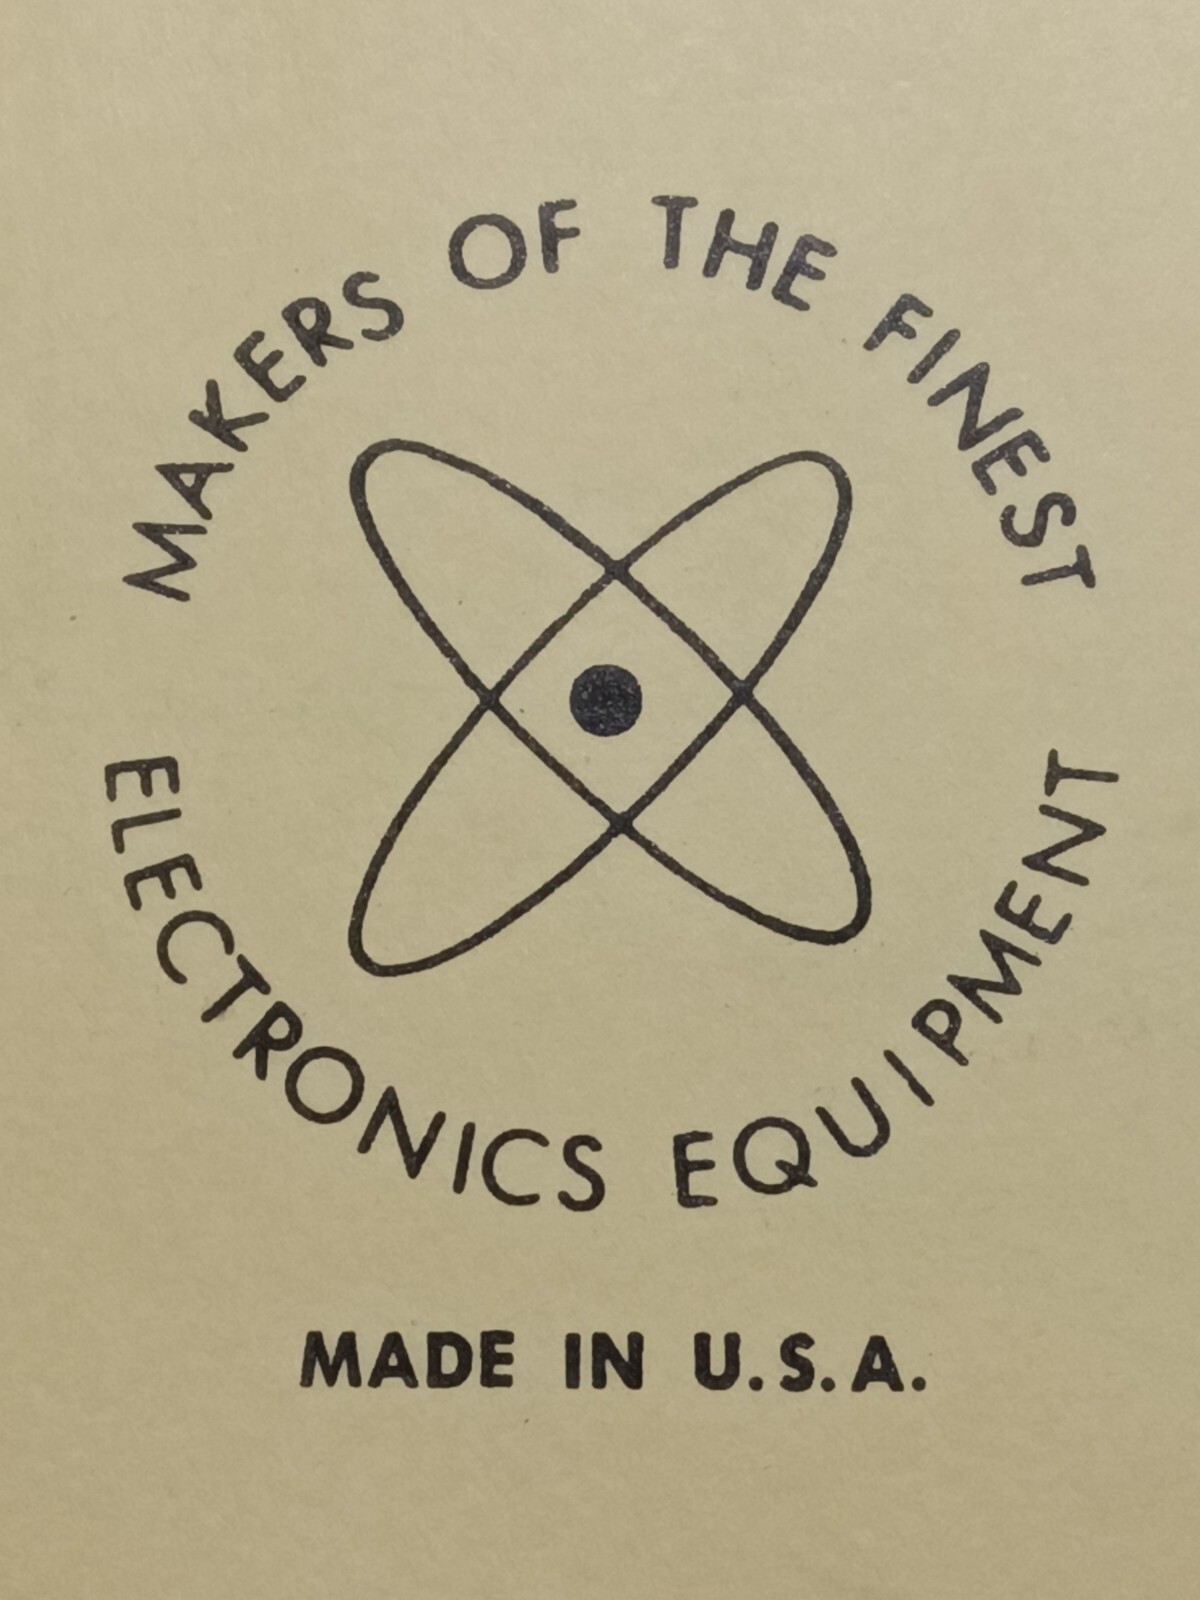 MAKERS OF THE FINEST
ELECTRONICS EQUIPMENT
MADE IN U.S.A.